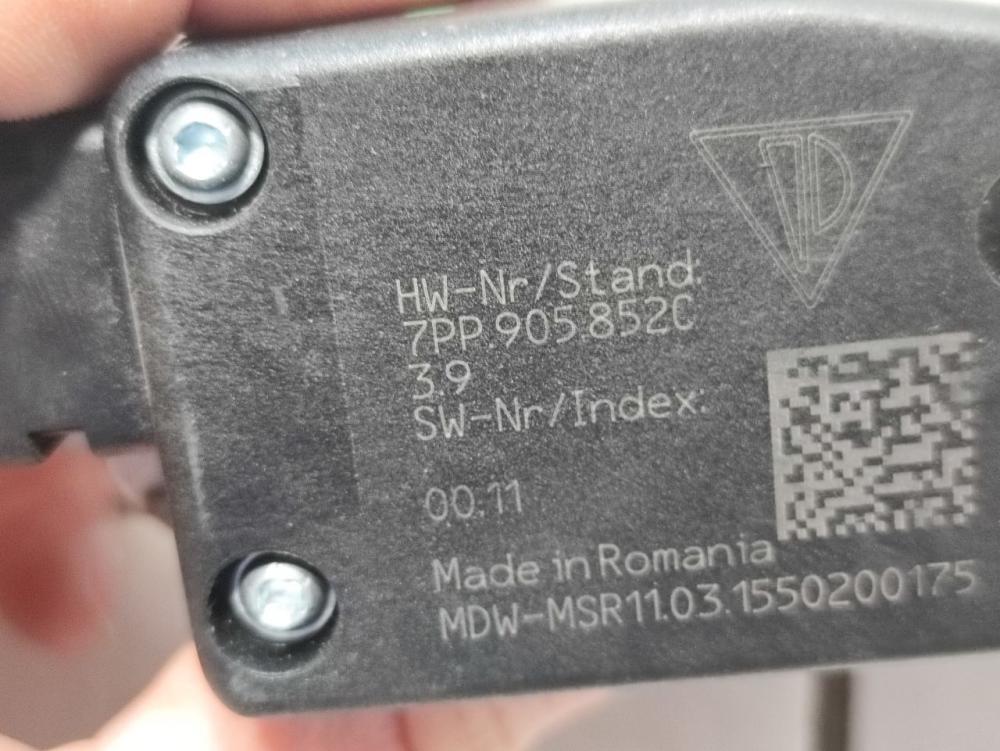 HW-Nr/Stand:
7PP.905.852C
3.9
SW-Nr/Index:
00.11
Made in Romania
MDW-MSR11.03.1550200175